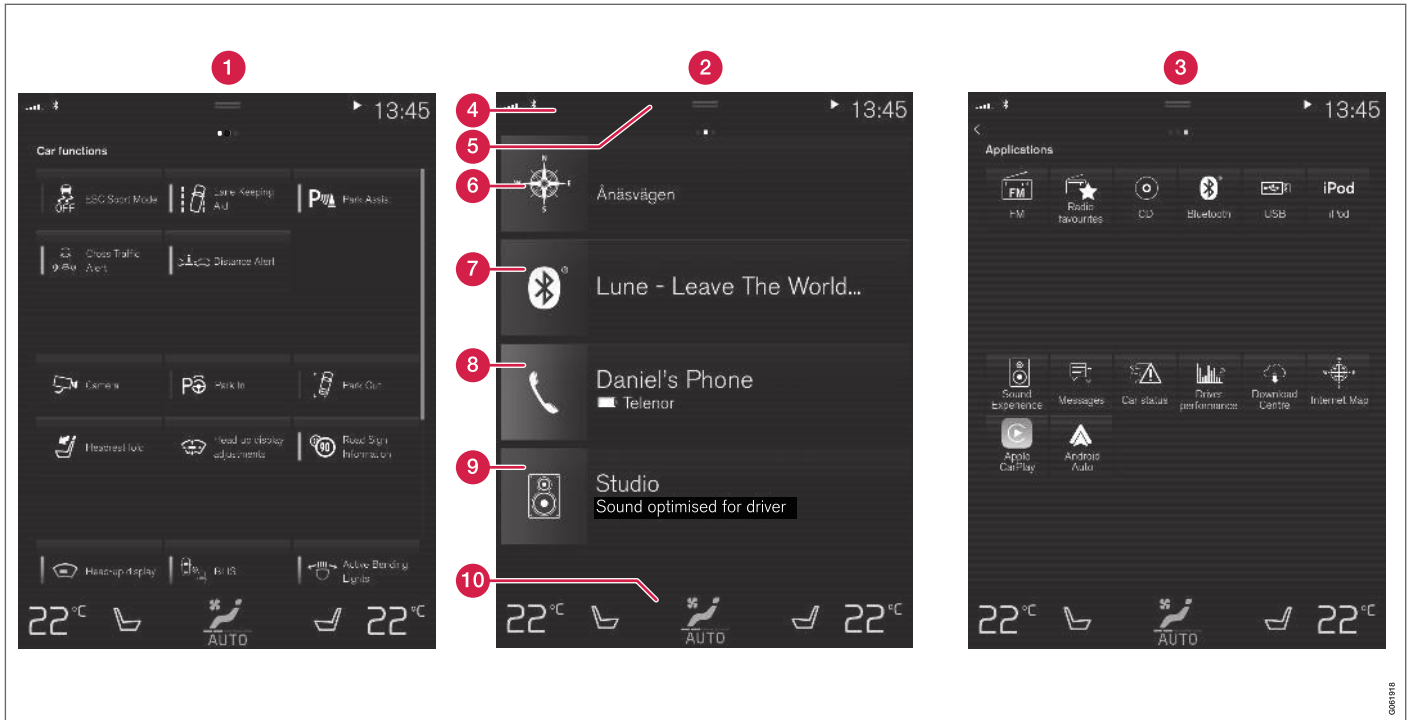 1
2
3
13:45
Car functions
OFF
ESC Sport Mode
Lane Keeping
Aid
P
Park Assis
Cross Traffic
Alert
Distance Alert
Camera
P
Park In
Park Out
Headrest fold
Head-up display
adjustments
90
Road Sign
Information
Head-up display
BLIS
Active Bending
Lights
22°C
AUTO
22°C
4
5
6
7
8
9
10
13:45
N
E
S
Ånäsvägen
Lune - Leave The World...
Daniel's Phone
Telenor
Studio
Sound optimised for driver
22°C
AUTO
22°C
13:45
Applications
FM
FM
Radio
favourites
CD
Bluetooth
USB
iPod
iPod
Sound
Experience
Messages
Car status
Driver
performance
Download
Centre
Internet Map
Apple
CarPlay
Android
Auto
22°C
AUTO
22°C
G061918